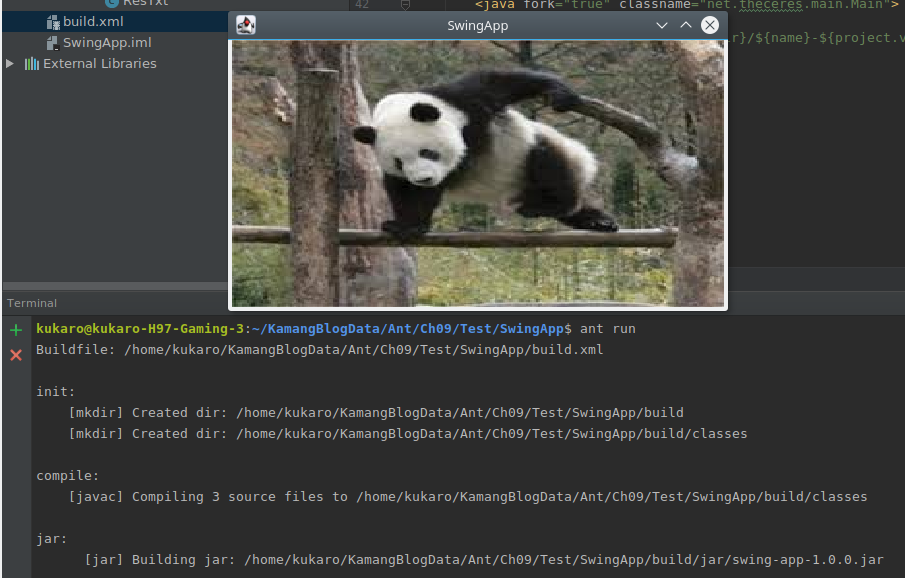 ResTxt
build.xml
SwingApp.iml
External Libraries
42
<java fork="true" classname="net.theceres.main.Main">
r}/${name}-${project.v
SwingApp
Terminal
kukaro@kukaro-H97-Gaming-3:~/KamangBlogData/Ant/Ch09/Test/SwingApp$ ant run
Buildfile: /home/kukaro/KamangBlogData/Ant/Ch09/Test/SwingApp/build.xml
init:
[mkdir] Created dir: /home/kukaro/KamangBlogData/Ant/Ch09/Test/SwingApp/build
[mkdir] Created dir: /home/kukaro/KamangBlogData/Ant/Ch09/Test/SwingApp/build/classes
compile:
[javac] Compiling 3 source files to /home/kukaro/KamangBlogData/Ant/Ch09/Test/SwingApp/build/classes
jar:
[jar] Building jar: /home/kukaro/KamangBlogData/Ant/Ch09/Test/SwingApp/build/jar/swing-app-1.0.0.jar